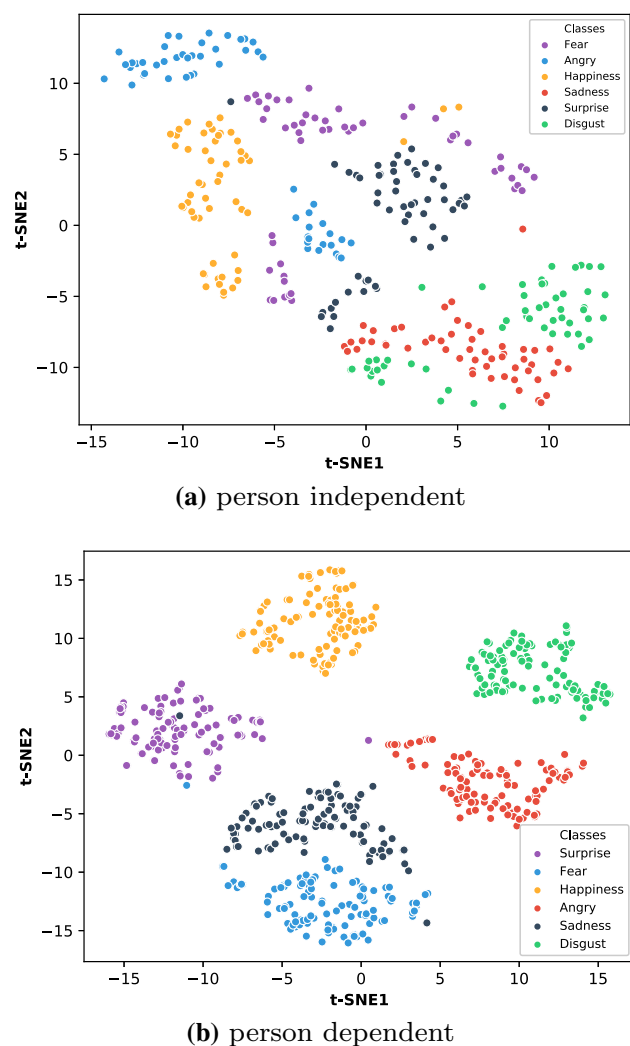 Classes
Fear
Angry
Happiness
Sadness
Surprise
Disgust
10
5
0
−5
−10
t-SNE2
−15 −10 −5 0 5 10
t-SNE1
(a) person independent
15
10
5
0
−5
−10
−15
t-SNE2
Classes
Surprise
Fear
Happiness
Angry
Sadness
Disgust
−15 −10 −5 0 5 10 15
t-SNE1
(b) person dependent